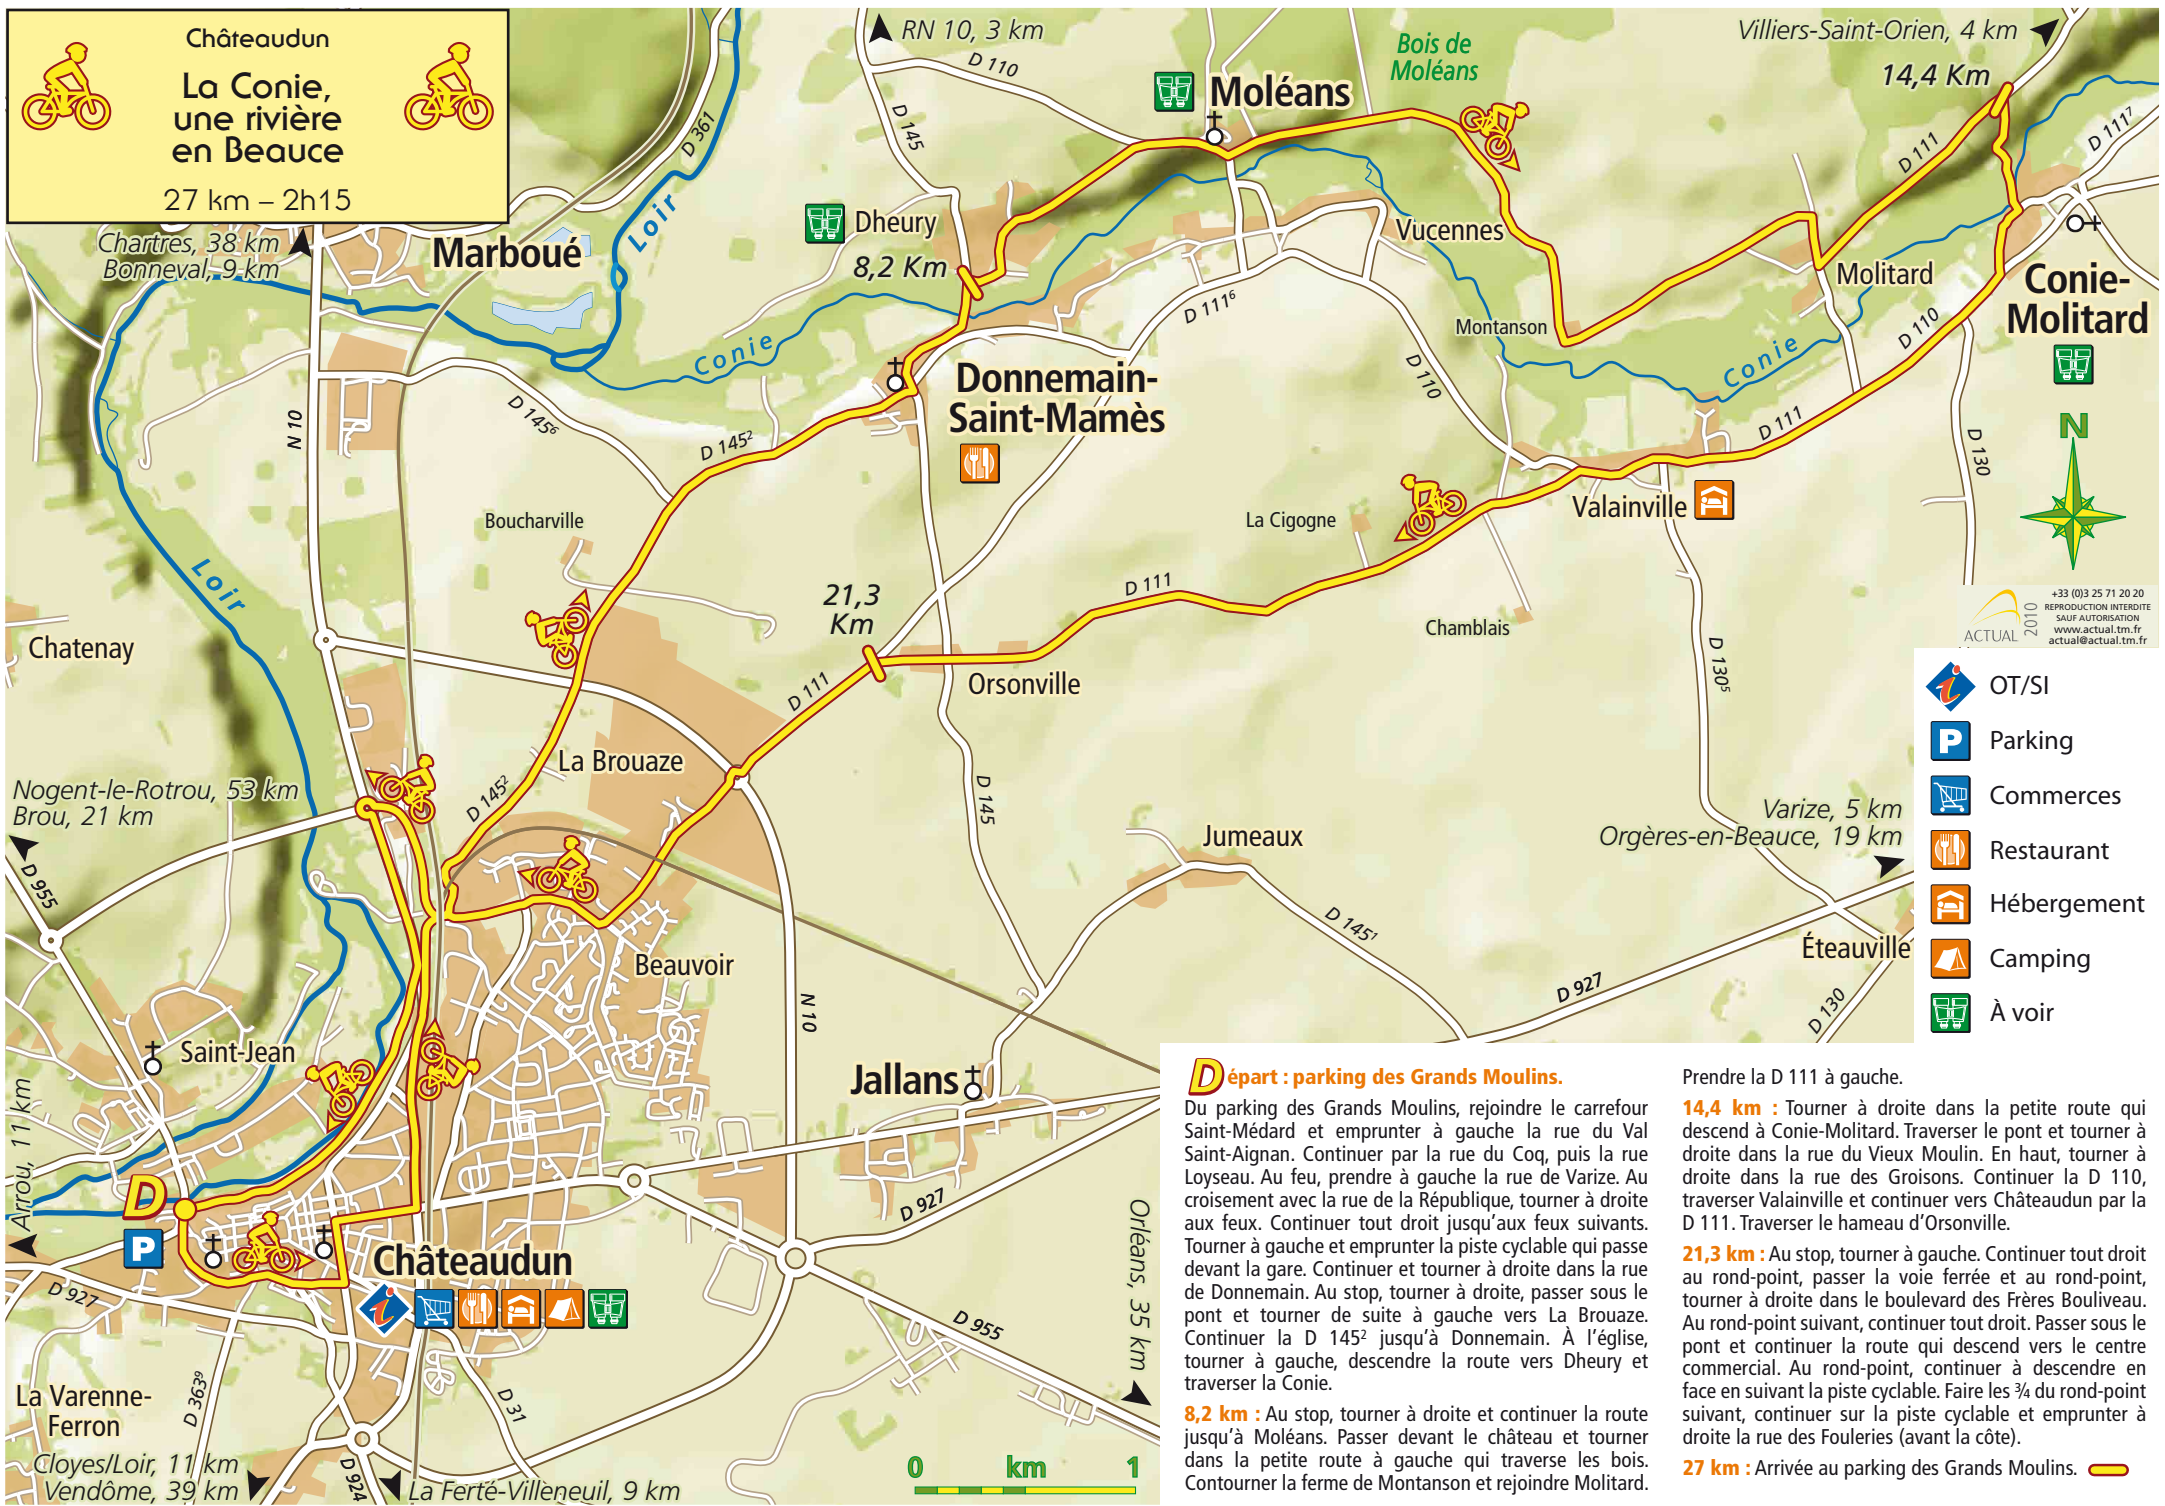 Châteaudun
La Conie,
une rivière
en Beauce
27 km – 2h15
RN 10, 3 km
D 110
D 145
D 361
Bois de
Moléans
Moléans
Villiers-Saint-Orien, 4 km
14,4 Km
D 111
D 111⁷
Chartres, 38 km
Bonneval, 9 km
Marboué
Loir
Dheury
8,2 Km
Vucennes
Molitard
Conie-
Molitard
D 111⁶
Montanson
Conie
Conie
D 110
D 110
Donnemain-
Saint-Mamès
N 10
D 145⁶
D 145²
D 111
D 130
N
Boucharville
La Cigogne
Valainville
Loir
21,3
Km
D 111
Chamblais
Chatenay
Orsonville
D 111
D 130⁵
ACTUAL
2010
+33 (0)3 25 71 20 20
REPRODUCTION INTERDITE
SAUF AUTORISATION
www.actual.tm.fr
actual@actual.tm.fr
i OT/SI
P Parking
Commerces
Restaurant
Hébergement
Camping
À voir
La Brouaze
Nogent-le-Rotrou, 53 km
Brou, 21 km
D 145²
D 145
D 955
Jumeaux
Varize, 5 km
Orgères-en-Beauce, 19 km
D 145¹
Éteauville
Beauvoir
D 927
D 130
N 10
Saint-Jean
Jallans
Arrou, 11 km
D
P
Châteaudun
i
D 927
D 927
Orléans, 35 km
D 955
La Varenne-
Ferron
D 363⁹
D 31
D 924
Cloyes/Loir, 11 km
Vendôme, 39 km
La Ferté-Villeneuil, 9 km
0 km 1
Départ : parking des Grands Moulins.
Du parking des Grands Moulins, rejoindre le carrefour
Saint-Médard et emprunter à gauche la rue du Val
Saint-Aignan. Continuer par la rue du Coq, puis la rue
Loyseau. Au feu, prendre à gauche la rue de Varize. Au
croisement avec la rue de la République, tourner à droite
aux feux. Continuer tout droit jusqu'aux feux suivants.
Tourner à gauche et emprunter la piste cyclable qui passe
devant la gare. Continuer et tourner à droite dans la rue
de Donnemain. Au stop, tourner à droite, passer sous le
pont et tourner de suite à gauche vers La Brouaze.
Continuer la D 145² jusqu'à Donnemain. À l'église,
tourner à gauche, descendre la route vers Dheury et
traverser la Conie.
8,2 km : Au stop, tourner à droite et continuer la route
jusqu'à Moléans. Passer devant le château et tourner
dans la petite route à gauche qui traverse les bois.
Contourner la ferme de Montanson et rejoindre Molitard.
Prendre la D 111 à gauche.
14,4 km : Tourner à droite dans la petite route qui
descend à Conie-Molitard. Traverser le pont et tourner à
droite dans la rue du Vieux Moulin. En haut, tourner à
droite dans la rue des Groisons. Continuer la D 110,
traverser Valainville et continuer vers Châteaudun par la
D 111. Traverser le hameau d'Orsonville.
21,3 km : Au stop, tourner à gauche. Continuer tout droit
au rond-point, passer la voie ferrée et au rond-point,
tourner à droite dans le boulevard des Frères Bouliveau.
Au rond-point suivant, continuer tout droit. Passer sous le
pont et continuer la route qui descend vers le centre
commercial. Au rond-point, continuer à descendre en
face en suivant la piste cyclable. Faire les ¾ du rond-point
suivant, continuer sur la piste cyclable et emprunter à
droite la rue des Fouleries (avant la côte).
27 km : Arrivée au parking des Grands Moulins.